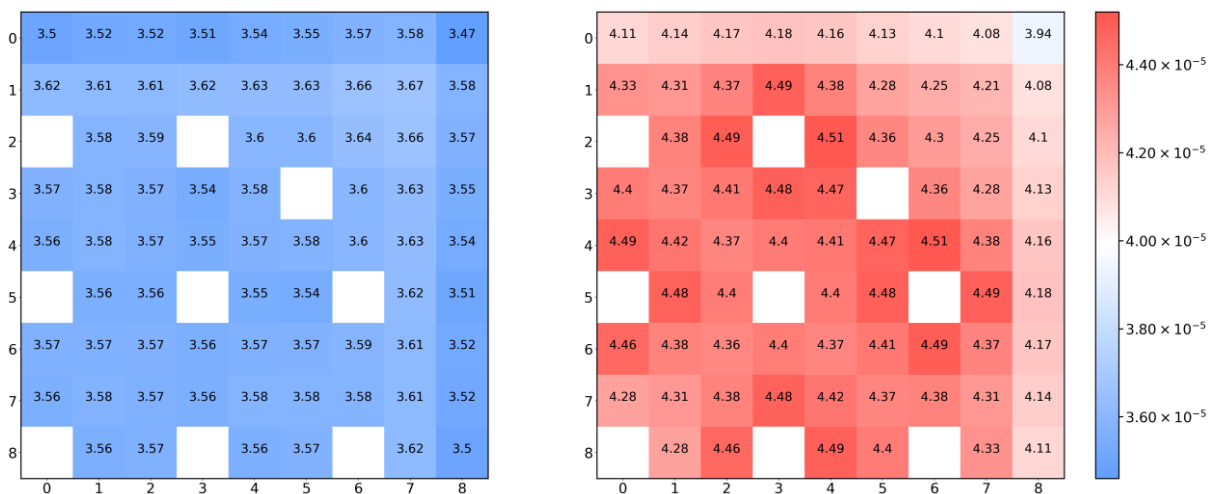 0 3.5 3.52 3.52 3.51 3.54 3.55 3.57 3.58 3.47
1 3.62 3.61 3.61 3.62 3.63 3.63 3.66 3.67 3.58
2 3.58 3.59 3.6 3.6 3.64 3.66 3.57
3 3.57 3.58 3.57 3.54 3.58 3.6 3.63 3.55
4 3.56 3.58 3.57 3.55 3.57 3.58 3.6 3.63 3.54
5 3.56 3.56 3.55 3.54 3.62 3.51
6 3.57 3.57 3.57 3.56 3.57 3.57 3.59 3.61 3.52
7 3.56 3.58 3.57 3.56 3.58 3.58 3.58 3.61 3.52
8 3.56 3.57 3.56 3.57 3.62 3.5
0 1 2 3 4 5 6 7 8
0 4.11 4.14 4.17 4.18 4.16 4.13 4.1 4.08 3.94
1 4.33 4.31 4.37 4.49 4.38 4.28 4.25 4.21 4.08
2 4.38 4.49 4.51 4.36 4.3 4.25 4.1
3 4.4 4.37 4.41 4.48 4.47 4.36 4.28 4.13
4 4.49 4.42 4.37 4.4 4.41 4.47 4.51 4.38 4.16
5 4.48 4.4 4.4 4.48 4.49 4.18
6 4.46 4.38 4.36 4.4 4.37 4.41 4.49 4.37 4.17
7 4.28 4.31 4.38 4.48 4.42 4.37 4.38 4.31 4.14
8 4.28 4.46 4.49 4.4 4.33 4.11
0 1 2 3 4 5 6 7 8
4.40 × 10⁻⁵
4.20 × 10⁻⁵
4.00 × 10⁻⁵
3.80 × 10⁻⁵
3.60 × 10⁻⁵